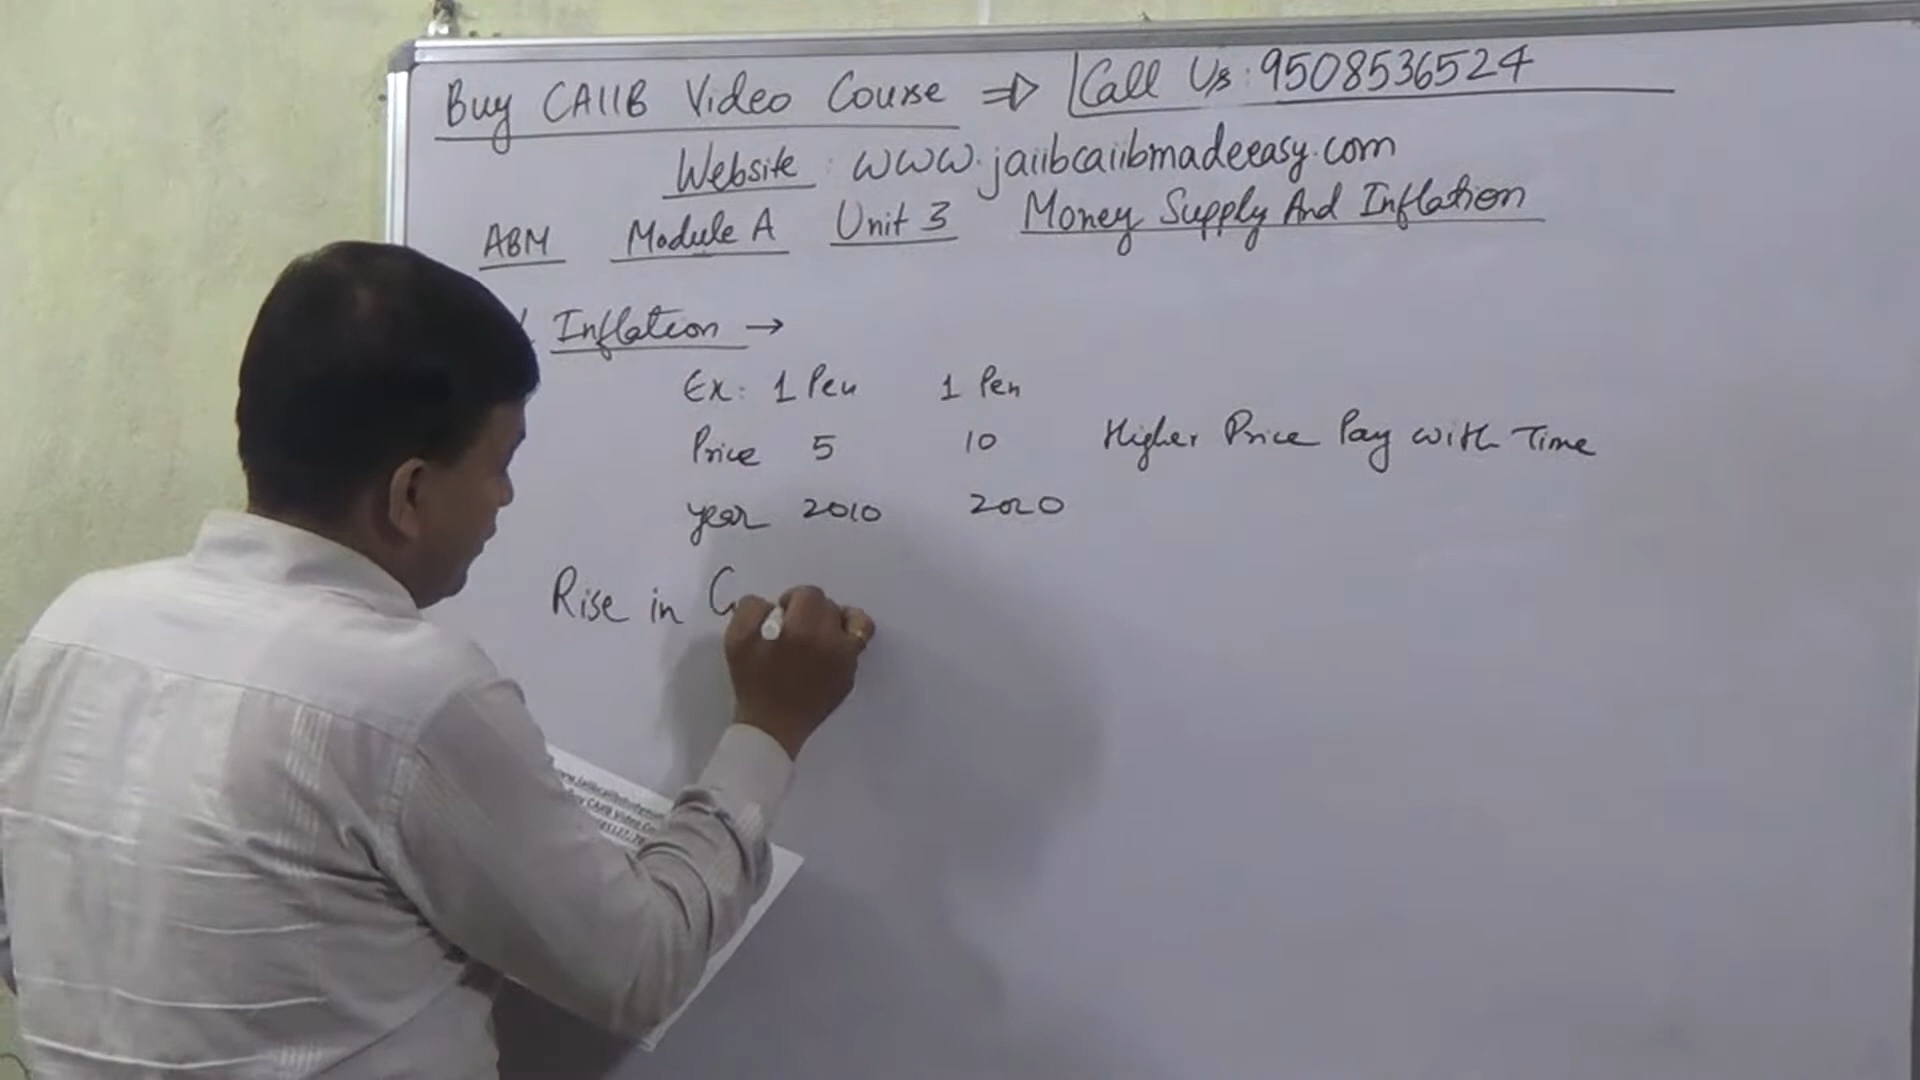 Buy CAIIB Video Course ⇒ Call Us: 9508536524
Website: www.jaiibcaiibmadeeasy.com
ABM Module A Unit 3 Money Supply And Inflation
Inflation →
Ex: 1 Pen 1 Pen
Price 5 10 Higher Price Pay with Time
year 2010 2020
Rise in G